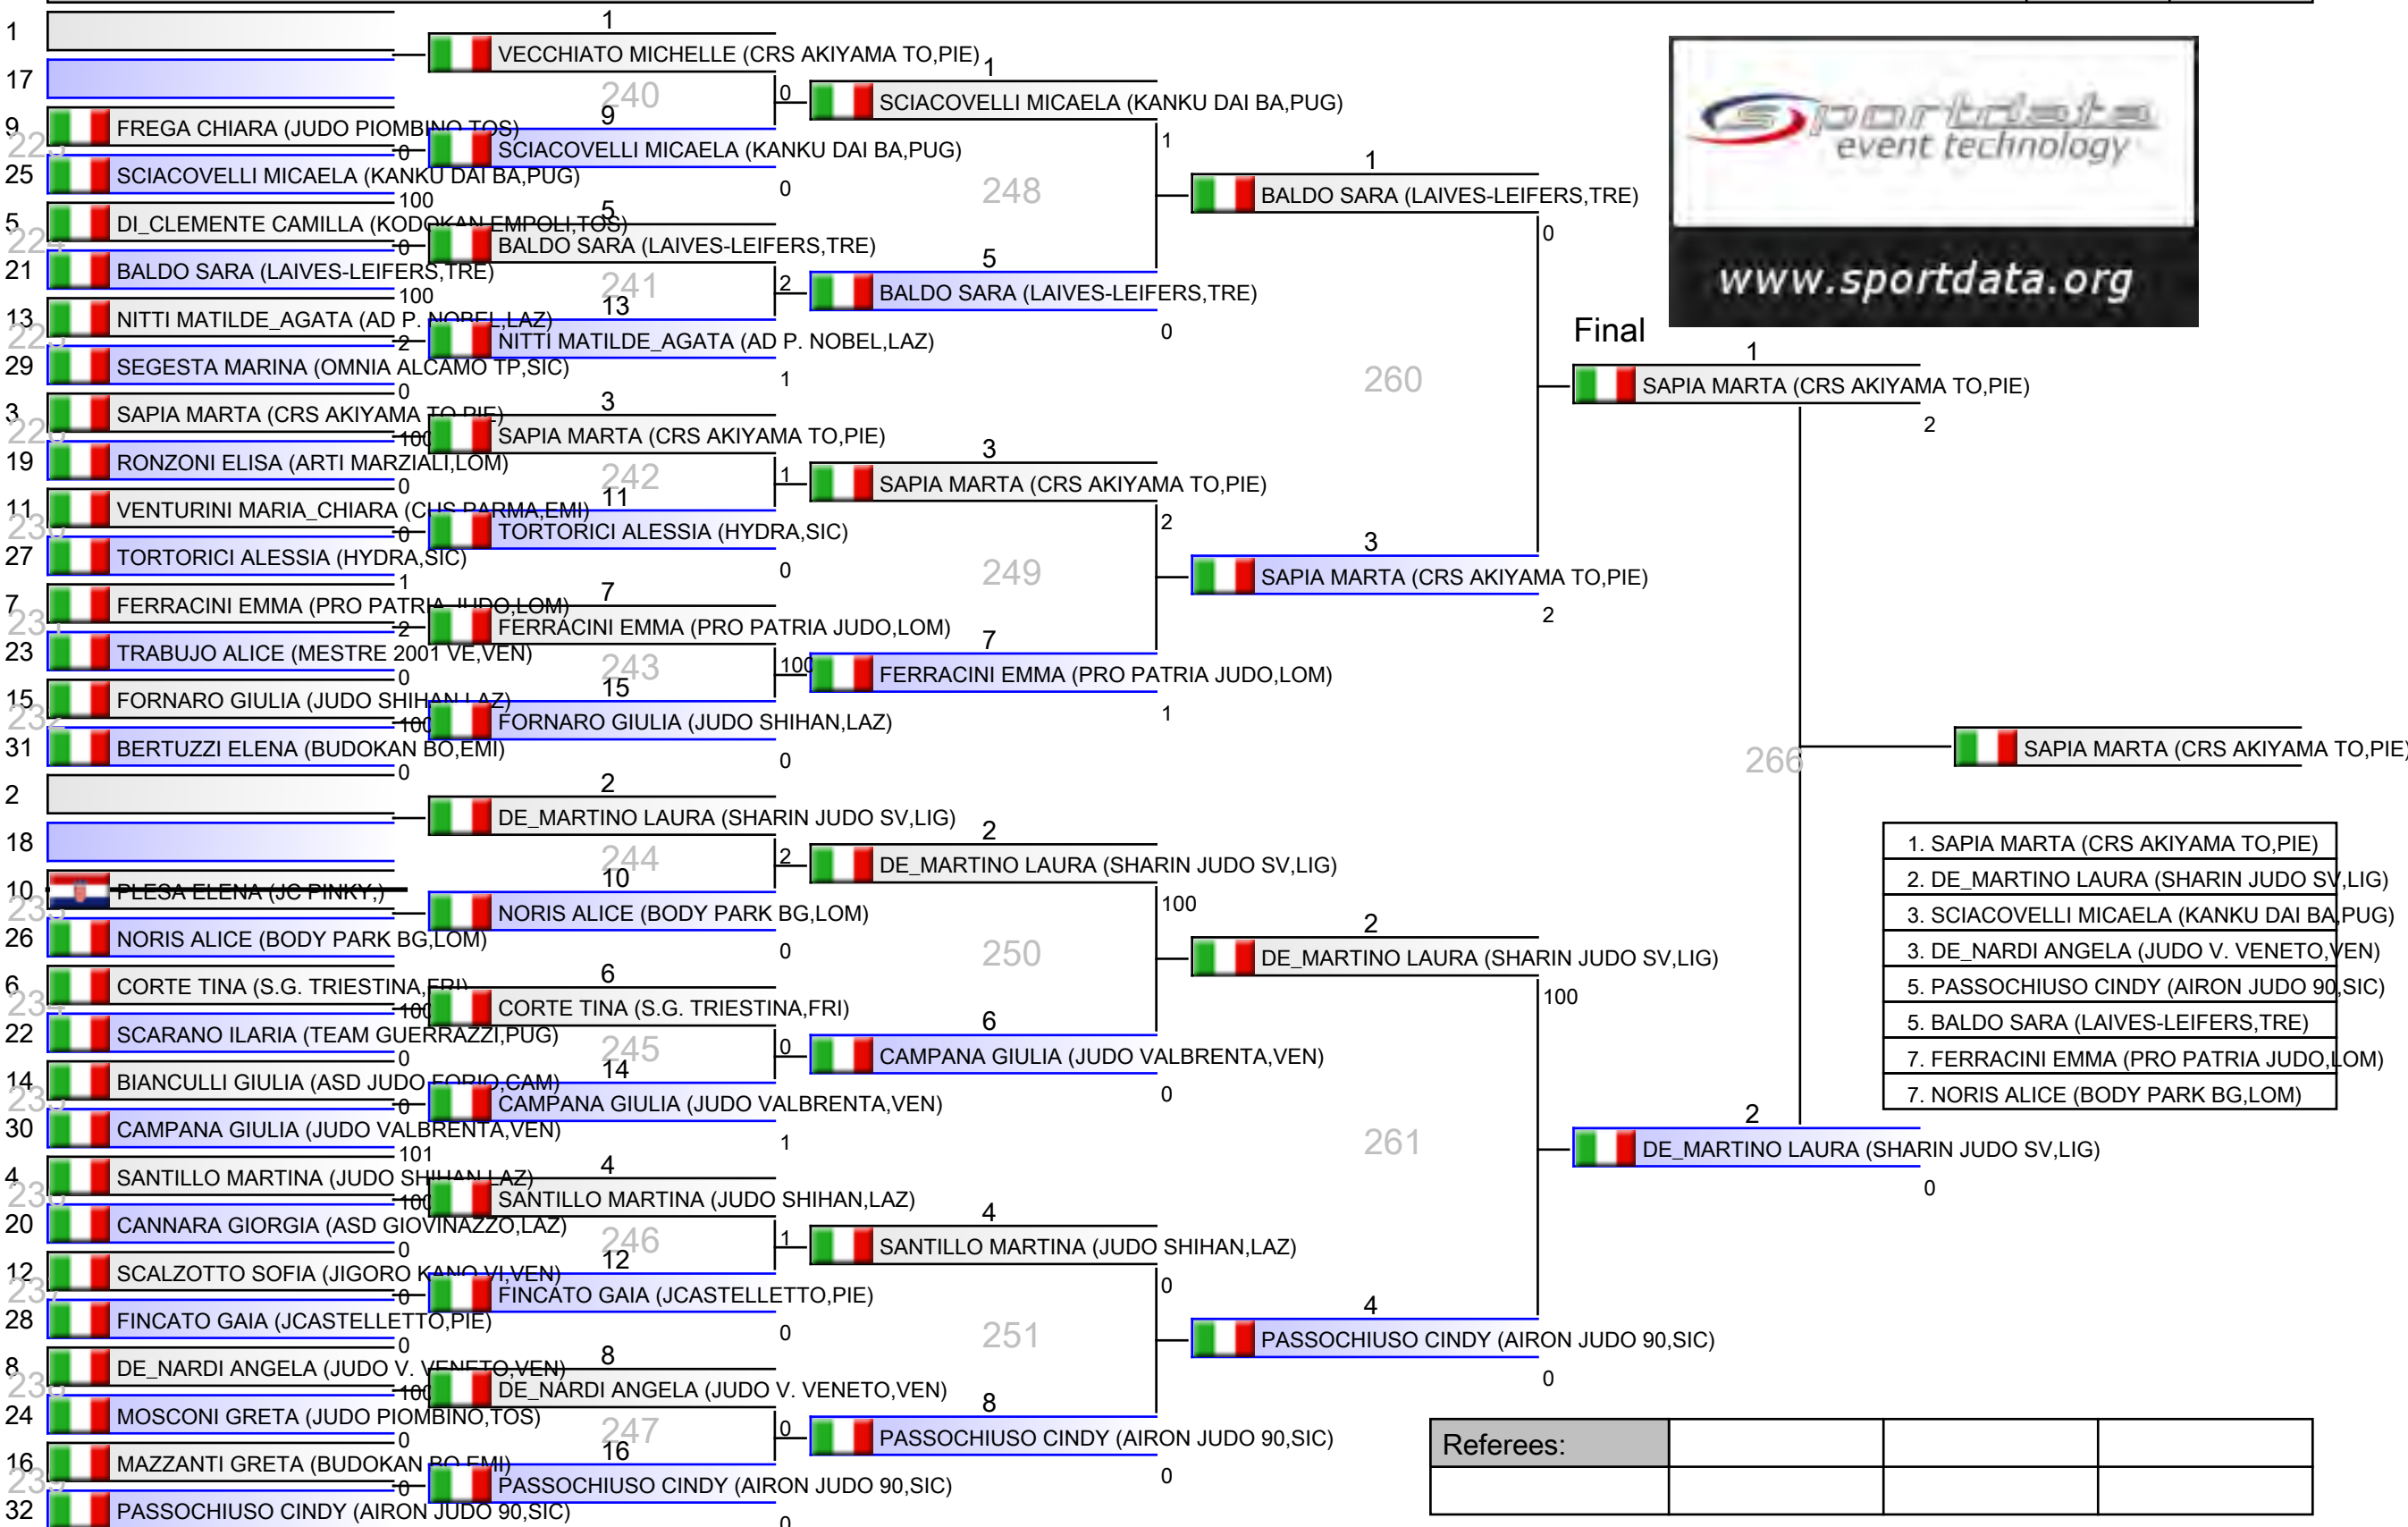 1
17
9 FREGA CHIARA (JUDO PIOMBINO,TOS)
0
25 SCIACOVELLI MICAELA (KANKU DAI BA,PUG)
100
5 DI_CLEMENTE CAMILLA (KODOKAN EMPOLI,TOS)
224
0
21 BALDO SARA (LAIVES-LEIFERS,TRE)
100
13 NITTI MATILDE_AGATA (AD P. NOBEL,LAZ)
2
29 SEGESTA MARINA (OMNIA ALCAMO TP,SIC)
0
3 SAPIA MARTA (CRS AKIYAMA TO,PIE)
100
19 RONZONI ELISA (ARTI MARZIALI,LOM)
0
11 VENTURINI MARIA_CHIARA (CUS PARMA,EMI)
0
27 TORTORICI ALESSIA (HYDRA,SIC)
1
7 FERRACINI EMMA (PRO PATRIA JUDO,LOM)
2
23 TRABUJO ALICE (MESTRE 2001 VE,VEN)
0
15 FORNARO GIULIA (JUDO SHIHAN,LAZ)
100
31 BERTUZZI ELENA (BUDOKAN BO,EMI)
0
2
18
10 PLESA ELENA (JC PINKY,)
26 NORIS ALICE (BODY PARK BG,LOM)
6 CORTE TINA (S.G. TRIESTINA,FRI)
234
100
22 SCARANO ILARIA (TEAM GUERRAZZI,PUG)
0
14 BIANCULLI GIULIA (ASD JUDO FORIO,CAM)
0
30 CAMPANA GIULIA (JUDO VALBRENTA,VEN)
101
4 SANTILLO MARTINA (JUDO SHIHAN,LAZ)
100
20 CANNARA GIORGIA (ASD GIOVINAZZO,LAZ)
0
12 SCALZOTTO SOFIA (JIGORO KANO VI,VEN)
0
28 FINCATO GAIA (JCASTELLETTO,PIE)
0
8 DE_NARDI ANGELA (JUDO V. VENETO,VEN)
100
24 MOSCONI GRETA (JUDO PIOMBINO,TOS)
0
16 MAZZANTI GRETA (BUDOKAN BO,EMI)
0
32 PASSOCHIUSO CINDY (AIRON JUDO 90,SIC)
1
VECCHIATO MICHELLE (CRS AKIYAMA TO,PIE)
240
0
9
SCIACOVELLI MICAELA (KANKU DAI BA,PUG)
0
5
BALDO SARA (LAIVES-LEIFERS,TRE)
241
2
13
NITTI MATILDE_AGATA (AD P. NOBEL,LAZ)
1
3
SAPIA MARTA (CRS AKIYAMA TO,PIE)
242
1
11
TORTORICI ALESSIA (HYDRA,SIC)
0
7
FERRACINI EMMA (PRO PATRIA JUDO,LOM)
243
100
15
FORNARO GIULIA (JUDO SHIHAN,LAZ)
0
2
DE_MARTINO LAURA (SHARIN JUDO SV,LIG)
244
2
10
NORIS ALICE (BODY PARK BG,LOM)
0
6
CORTE TINA (S.G. TRIESTINA,FRI)
245
0
14
CAMPANA GIULIA (JUDO VALBRENTA,VEN)
1
4
SANTILLO MARTINA (JUDO SHIHAN,LAZ)
246
1
12
FINCATO GAIA (JCASTELLETTO,PIE)
0
8
DE_NARDI ANGELA (JUDO V. VENETO,VEN)
247
0
16
PASSOCHIUSO CINDY (AIRON JUDO 90,SIC)
0
1
SCIACOVELLI MICAELA (KANKU DAI BA,PUG)
1
248
5
BALDO SARA (LAIVES-LEIFERS,TRE)
0
3
SAPIA MARTA (CRS AKIYAMA TO,PIE)
2
249
7
FERRACINI EMMA (PRO PATRIA JUDO,LOM)
1
2
DE_MARTINO LAURA (SHARIN JUDO SV,LIG)
100
250
6
CAMPANA GIULIA (JUDO VALBRENTA,VEN)
0
4
SANTILLO MARTINA (JUDO SHIHAN,LAZ)
0
251
8
PASSOCHIUSO CINDY (AIRON JUDO 90,SIC)
0
1
BALDO SARA (LAIVES-LEIFERS,TRE)
0
260
3
SAPIA MARTA (CRS AKIYAMA TO,PIE)
2
2
DE_MARTINO LAURA (SHARIN JUDO SV,LIG)
100
261
4
PASSOCHIUSO CINDY (AIRON JUDO 90,SIC)
0
sportdata
event technology
www.sportdata.org
Final
1
SAPIA MARTA (CRS AKIYAMA TO,PIE)
2
266
2
DE_MARTINO LAURA (SHARIN JUDO SV,LIG)
0
SAPIA MARTA (CRS AKIYAMA TO,PIE)
1. SAPIA MARTA (CRS AKIYAMA TO,PIE)
2. DE_MARTINO LAURA (SHARIN JUDO SV,LIG)
3. SCIACOVELLI MICAELA (KANKU DAI BA,PUG)
3. DE_NARDI ANGELA (JUDO V. VENETO,VEN)
5. PASSOCHIUSO CINDY (AIRON JUDO 90,SIC)
5. BALDO SARA (LAIVES-LEIFERS,TRE)
7. FERRACINI EMMA (PRO PATRIA JUDO,LOM)
7. NORIS ALICE (BODY PARK BG,LOM)
Referees: